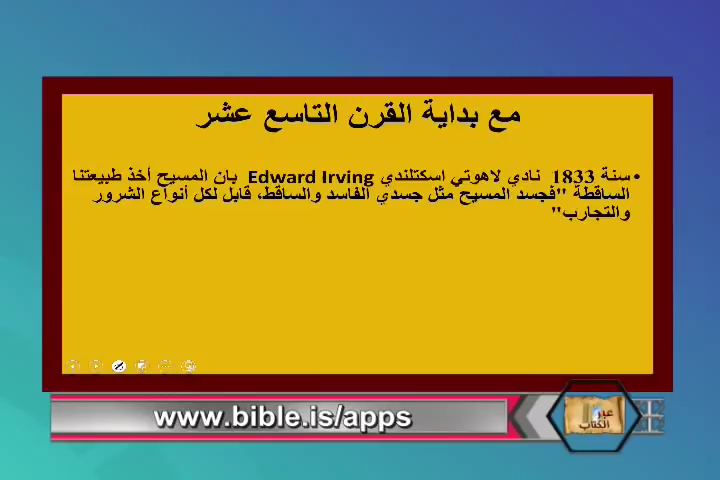 مع بداية القرن التاسع عشر
•سنة 1833 نادي لاهوتي اسكتلندي Edward Irving بان المسيح أخذ طبيعتنا
الساقطة "فجسد المسيح مثل جسدي الفاسد والساقط، قابل لكل أنواع الشرور
والتجارب"
www.bible.is/apps
الكتاب